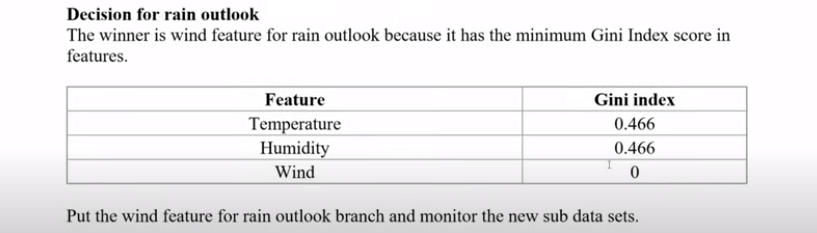 Decision for rain outlook
The winner is wind feature for rain outlook because it has the minimum Gini Index score in
features.
Feature Gini index
Temperature 0.466
Humidity 0.466
Wind 0
Put the wind feature for rain outlook branch and monitor the new sub data sets.